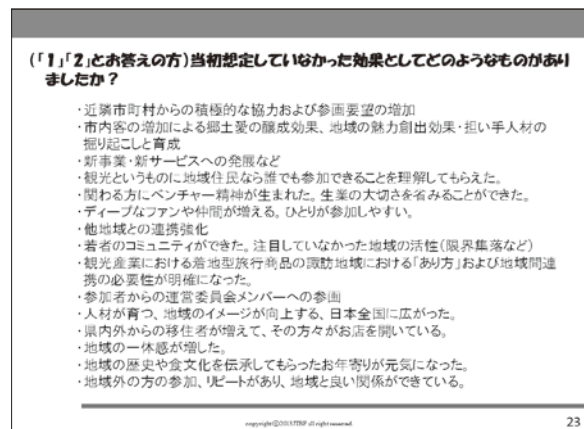 (「1」「2」とお答えの方)当初想定していなかった効果としてどのようなものがあり
ましたか？
・近隣市町村からの積極的な協力および参画要望の増加
・市内客の増加による郷土愛の醸成効果、地域の魅力創出効果・担い手人材の
掘り起こしと育成
・新事業・新サービスへの発展など
・観光というものに地域住民なら誰でも参加できることを理解してもらえた。
・関わる方にベンチャー精神が生まれた。生業の大切さを省みることができた。
・ディープなファンや仲間が増える。ひとりが参加しやすい。
・他地域との連携強化
・若者のコミュニティができた。注目していなかった地域の活性(限界集落など)
・観光産業における着地型旅行商品の諏訪地域における「あり方」および地域間連
携の必要性が明確になった。
・参加者からの運営委員会メンバーへの参画
・人材が育つ、地域のイメージが向上する、日本全国に広がった。
・県内外からの移住者が増えて、その方々がお店を開いている。
・地域の一体感が増した。
・地域の歴史や食文化を伝承してもらったお年寄りが元気になった。
・地域外の方の参加、リピートがあり、地域と良い関係ができている。
copyright©2015JTBF all right reserved.
23